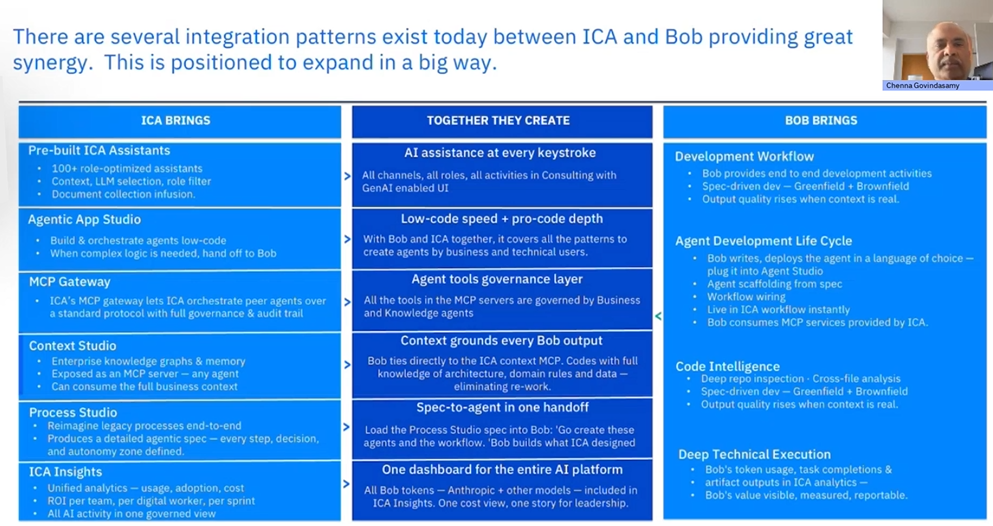 There are several integration patterns exist today between ICA and Bob providing great
synergy. This is positioned to expand in a big way.
Chenna Govindasamy
ICA BRINGS
Pre-built ICA Assistants
• 100+ role-optimized assistants
• Context, LLM selection, role filter
• Document collection infusion.
Agentic App Studio
• Build & orchestrate agents low-code
• When complex logic is needed, hand off to Bob
MCP Gateway
• ICA's MCP gateway lets ICA orchestrate peer agents over
a standard protocol with full governance & audit trail
Context Studio
• Enterprise knowledge graphs & memory
• Exposed as an MCP server — any agent
• Can consume the full business context
Process Studio
• Reimagine legacy processes end-to-end
• Produces a detailed agentic spec — every step, decision,
and autonomy zone defined.
ICA Insights
• Unified analytics — usage, adoption, cost
• ROI per team, per digital worker, per sprint
• All AI activity in one governed view
TOGETHER THEY CREATE
AI assistance at every keystroke
All channels, all roles, all activities in Consulting with
GenAI enabled UI
Low-code speed + pro-code depth
With Bob and ICA together, it covers all the patterns to
create agents by business and technical users.
Agent tools governance layer
All the tools in the MCP servers are governed by Business
and Knowledge agents
Context grounds every Bob output
Bob ties directly to the ICA context MCP. Codes with full
knowledge of architecture, domain rules and data —
eliminating re-work.
Spec-to-agent in one handoff
Load the Process Studio spec into Bob: 'Go create these
agents and the workflow. 'Bob builds what ICA designed
One dashboard for the entire AI platform
All Bob tokens — Anthropic + other models — included in
ICA Insights. One cost view, one story for leadership.
BOB BRINGS
Development Workflow
• Bob provides end to end development activities
• Spec-driven dev — Greenfield + Brownfield
• Output quality rises when context is real.
Agent Development Life Cycle
• Bob writes, deploys the agent in a language of choice —
plug it into Agent Studio
• Agent scaffolding from spec
• Workflow wiring
• Live in ICA workflow instantly
• Bob consumes MCP services provided by ICA.
Code Intelligence
• Deep repo inspection · Cross-file analysis
• Spec-driven dev — Greenfield + Brownfield
• Output quality rises when context is real.
Deep Technical Execution
• Bob's token usage, task completions &
• artifact outputs in ICA analytics —
• Bob's value visible, measured, reportable.